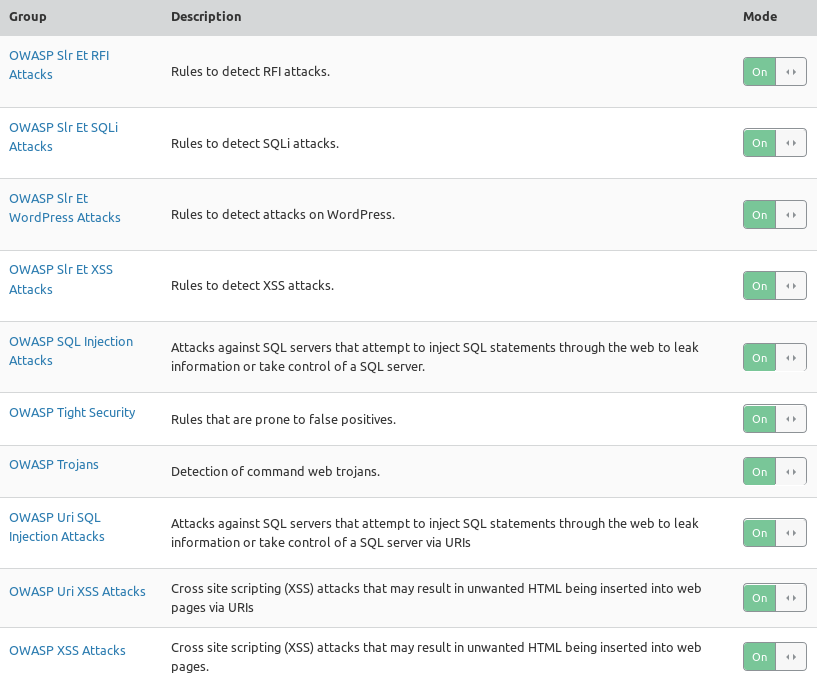 Group Description Mode
OWASP Slr Et RFI
Attacks
Rules to detect RFI attacks.
On
OWASP Slr Et SQLi
Attacks
Rules to detect SQLi attacks.
On
OWASP Slr Et
WordPress Attacks
Rules to detect attacks on WordPress.
On
OWASP Slr Et XSS
Attacks
Rules to detect XSS attacks.
On
OWASP SQL Injection
Attacks
Attacks against SQL servers that attempt to inject SQL statements through the web to leak
information or take control of a SQL server.
On
OWASP Tight Security
Rules that are prone to false positives.
On
OWASP Trojans
Detection of command web trojans.
On
OWASP Uri SQL
Injection Attacks
Attacks against SQL servers that attempt to inject SQL statements through the web to leak
information or take control of a SQL server via URIs
On
OWASP Uri XSS Attacks
Cross site scripting (XSS) attacks that may result in unwanted HTML being inserted into web
pages via URIs
On
OWASP XSS Attacks
Cross site scripting (XSS) attacks that may result in unwanted HTML being inserted into web
pages.
On